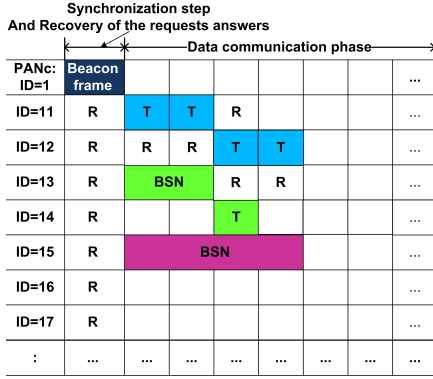 Synchronization step
And Recovery of the requests answers
Data communication phase
PANc: ID=1 Beacon frame ...
ID=11 R T T R ...
ID=12 R R R T T ...
ID=13 R BSN R R ...
ID=14 R T ...
ID=15 R BSN ...
ID=16 R ...
ID=17 R ...
: ... ... ... ... ... ... ... ...